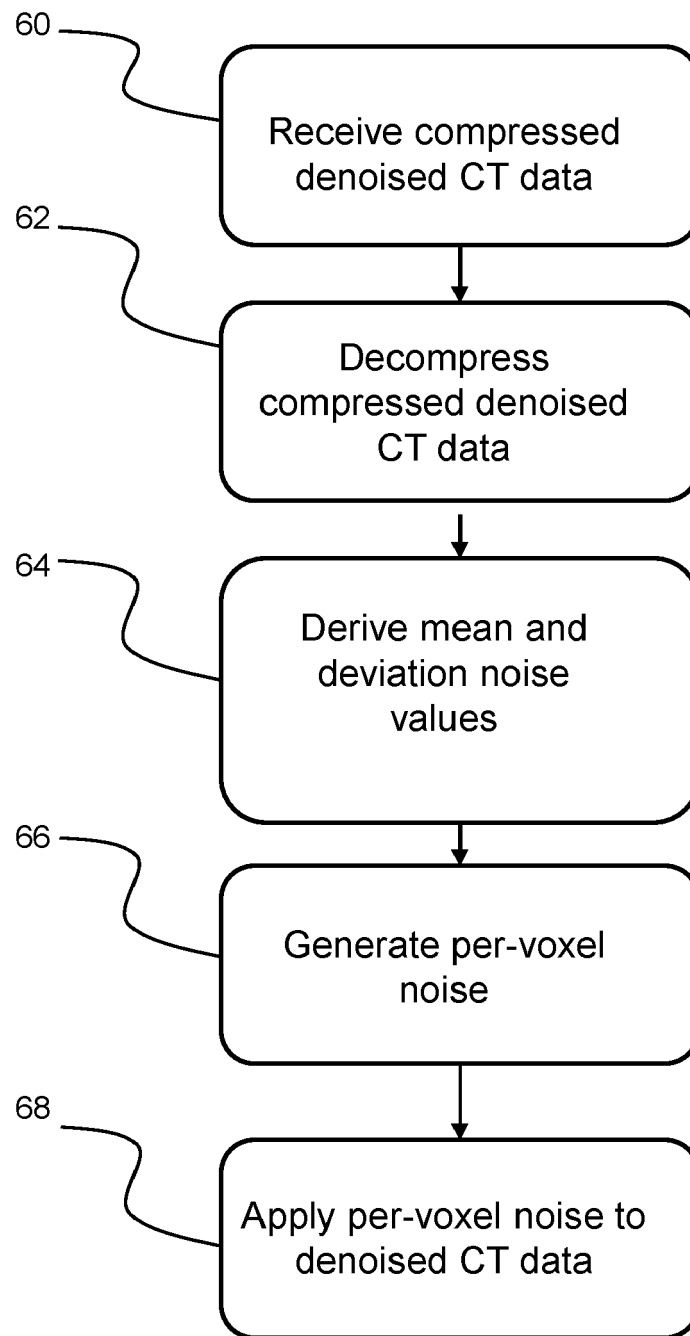 60
Receive compressed
denoised CT data
62
Decompress
compressed denoised
CT data
64
Derive mean and
deviation noise
values
66
Generate per-voxel
noise
68
Apply per-voxel noise to
denoised CT data